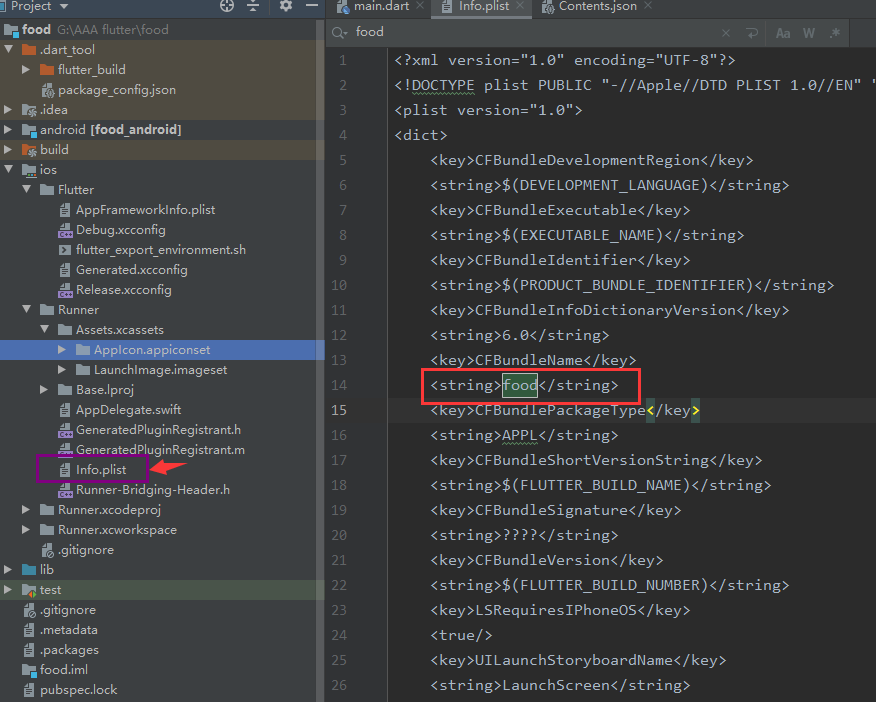 Project
main.dart
Info.plist
Contents.json
food G:\AAA flutter\food
.dart_tool
flutter_build
package_config.json
.idea
android [food_android]
build
ios
Flutter
AppFrameworkInfo.plist
Debug.xcconfig
flutter_export_environment.sh
Generated.xcconfig
Release.xcconfig
Runner
Assets.xcassets
AppIcon.appiconset
LaunchImage.imageset
Base.lproj
AppDelegate.swift
GeneratedPluginRegistrant.h
GeneratedPluginRegistrant.m
Info.plist
Runner-Bridging-Header.h
Runner.xcodeproj
Runner.xcworkspace
.gitignore
lib
test
.gitignore
.metadata
.packages
food.iml
pubspec.lock
food
Aa W .*
1 <?xml version="1.0" encoding="UTF-8"?>
2 <!DOCTYPE plist PUBLIC "-//Apple//DTD PLIST 1.0//EN" "
3 <plist version="1.0">
4 <dict>
5 <key>CFBundleDevelopmentRegion</key>
6 <string>$(DEVELOPMENT_LANGUAGE)</string>
7 <key>CFBundleExecutable</key>
8 <string>$(EXECUTABLE_NAME)</string>
9 <key>CFBundleIdentifier</key>
10 <string>$(PRODUCT_BUNDLE_IDENTIFIER)</string>
11 <key>CFBundleInfoDictionaryVersion</key>
12 <string>6.0</string>
13 <key>CFBundleName</key>
14 <string>food</string>
15 <key>CFBundlePackageType</key>
16 <string>APPL</string>
17 <key>CFBundleShortVersionString</key>
18 <string>$(FLUTTER_BUILD_NAME)</string>
19 <key>CFBundleSignature</key>
20 <string>????</string>
21 <key>CFBundleVersion</key>
22 <string>$(FLUTTER_BUILD_NUMBER)</string>
23 <key>LSRequiresIPhoneOS</key>
24 <true/>
25 <key>UILaunchStoryboardName</key>
26 <string>LaunchScreen</string>